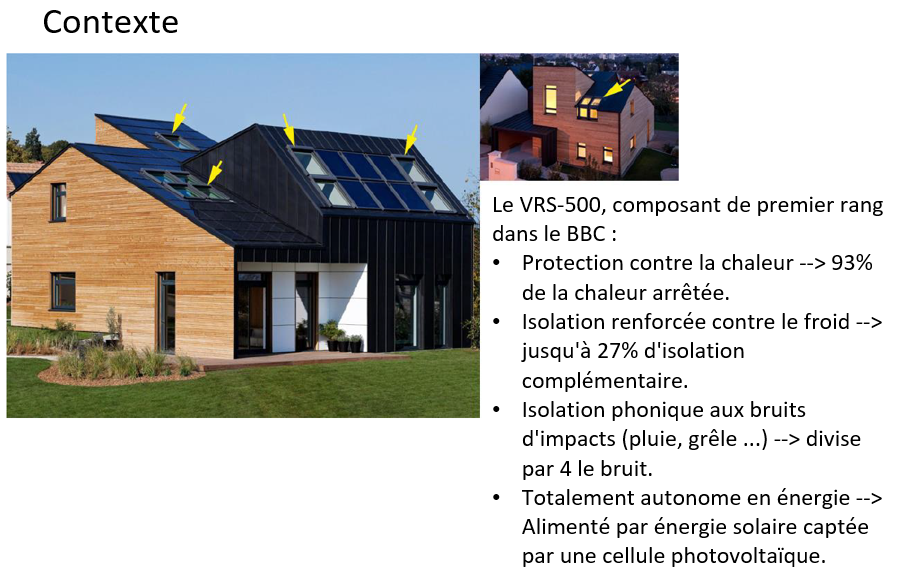 Contexte
Le VRS-500, composant de premier rang
dans le BBC :
• Protection contre la chaleur --> 93%
de la chaleur arrêtée.
• Isolation renforcée contre le froid -->
jusqu'à 27% d'isolation
complémentaire.
• Isolation phonique aux bruits
d'impacts (pluie, grêle ...) --> divise
par 4 le bruit.
• Totalement autonome en énergie -->
Alimenté par énergie solaire captée
par une cellule photovoltaïque.